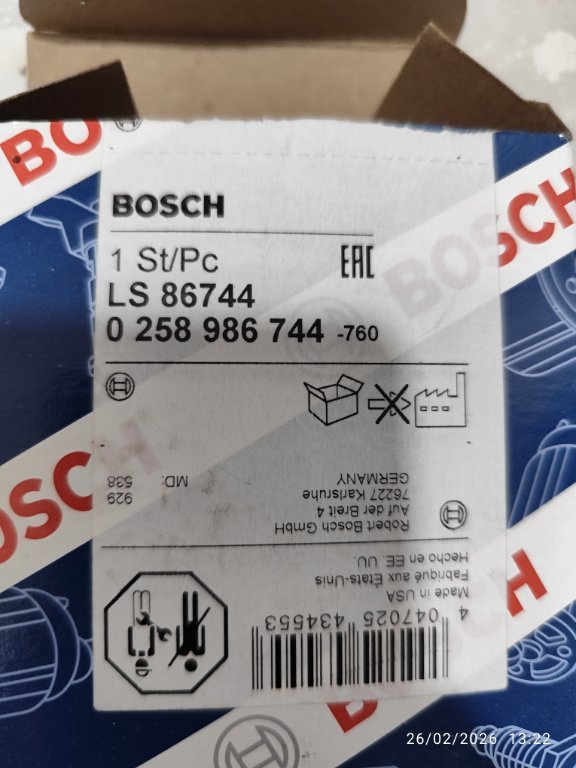 BOSCH
BOSCH
BOSCH
1 St/Pc
EAC
LS 86744
0 258 986 744 -760
MD:
929
538
Robert Bosch GmbH
Auf der Breit 4
76227 Karlsruhe
GERMANY
Made in USA
Fabriqué aux États-Unis
Hecho en EE. UU.
4 047025 434553
26/02/2026 13:22